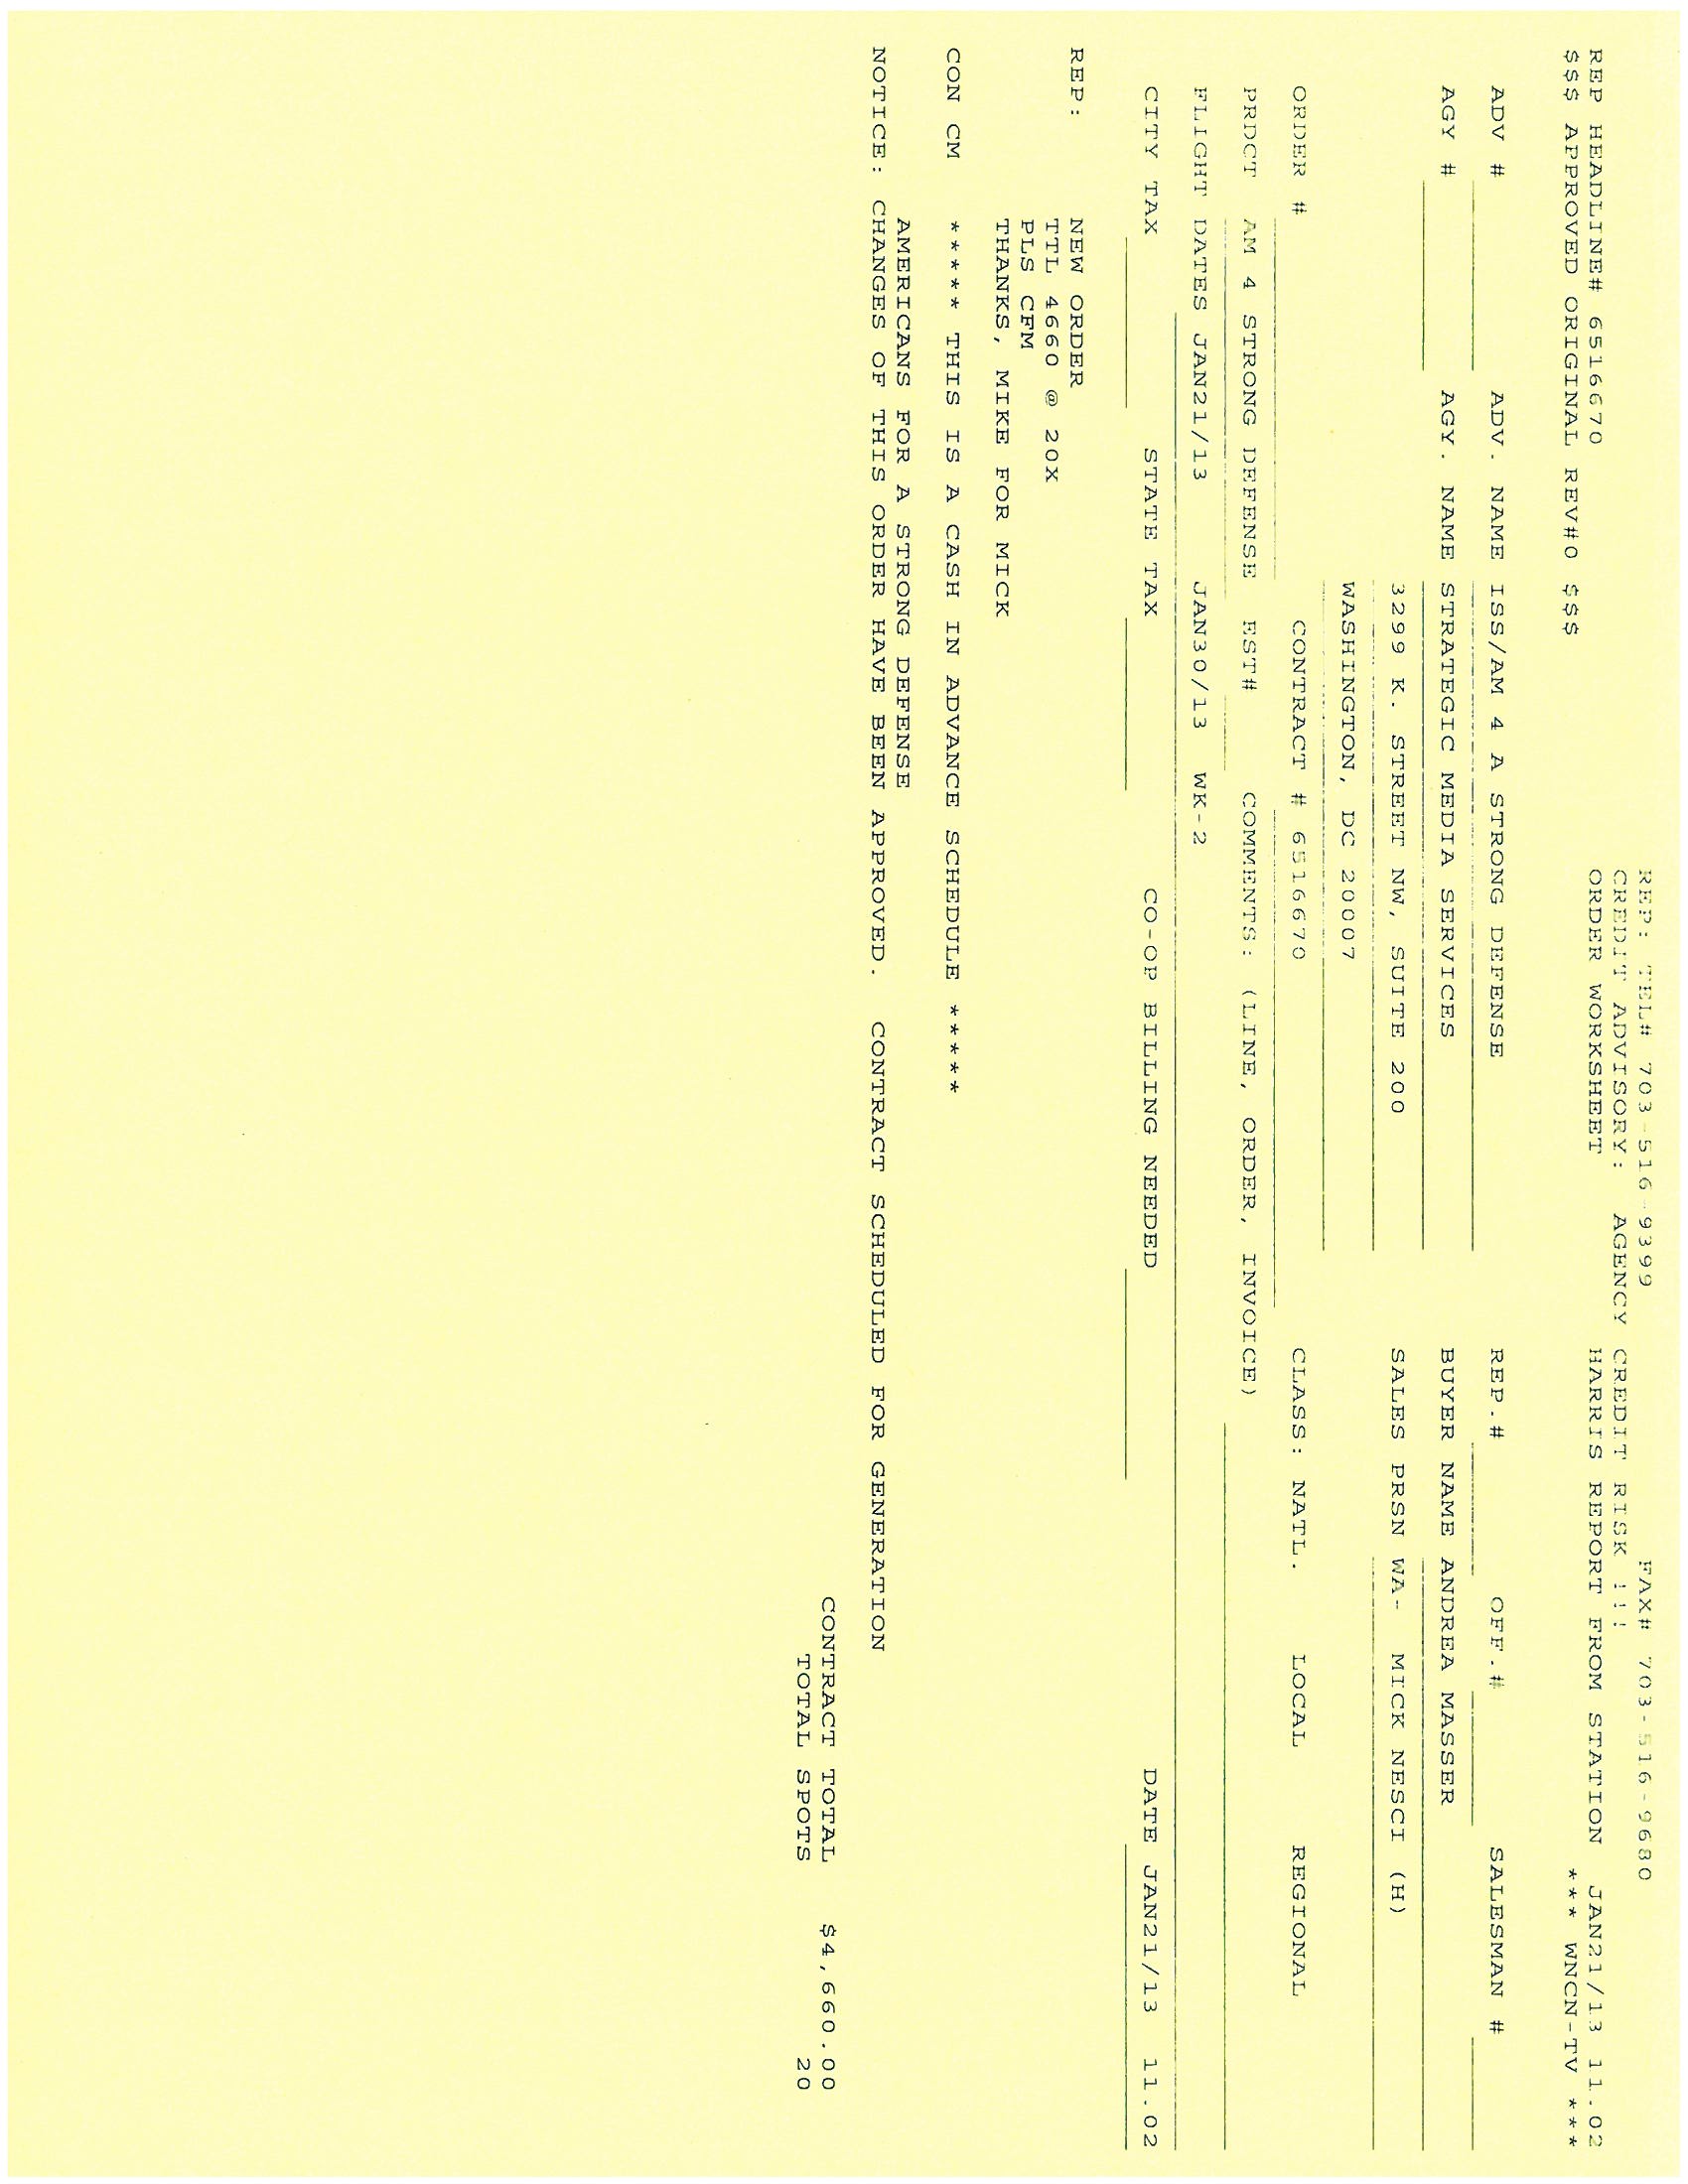 REP: TEL# 703-516-9399 FAX# 703-516-9680
CREDIT ADVISORY: AGENCY CREDIT RISK !!!
REP HEADLINE# 6516670 ORDER WORKSHEET HARRIS REPORT FROM STATION JAN21/13 11.02
$$$ APPROVED ORIGINAL REV#0 $$$ *** WNCN-TV ***
ADV # ADV. NAME ISS/AM 4 A STRONG DEFENSE REP.# OFF.# SALESMAN #
AGY # AGY. NAME STRATEGIC MEDIA SERVICES BUYER NAME ANDREA MASSER
3299 K. STREET NW, SUITE 200 SALES PRSN WA- MICK NESCI (H)
WASHINGTON, DC 20007
ORDER # CONTRACT # 6516670 CLASS: NATL. LOCAL REGIONAL
PRDCT AM 4 STRONG DEFENSE EST# COMMENTS: (LINE, ORDER, INVOICE)
FLIGHT DATES JAN21/13 JAN30/13 WK-2
CITY TAX STATE TAX CO-OP BILLING NEEDED DATE JAN21/13 11.02
REP: NEW ORDER
TTL 4660 @ 20X
PLS CFM
THANKS, MIKE FOR MICK
CON CM ***** THIS IS A CASH IN ADVANCE SCHEDULE *****
AMERICANS FOR A STRONG DEFENSE
NOTICE: CHANGES OF THIS ORDER HAVE BEEN APPROVED. CONTRACT SCHEDULED FOR GENERATION
CONTRACT TOTAL $4,660.00
TOTAL SPOTS 20